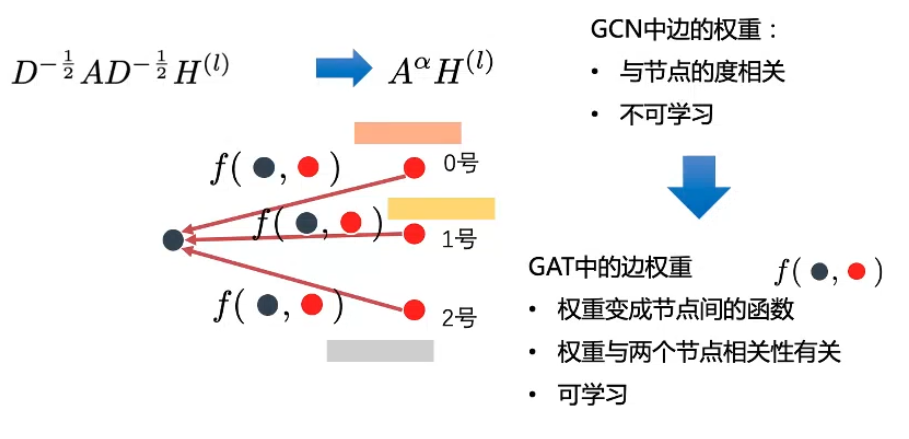 D^{-\frac{1}{2}}AD^{-\frac{1}{2}}H^{(l)}
A^{\alpha}H^{(l)}
GCN中边的权重：
• 与节点的度相关
• 不可学习
f( , )
0号
f( , )
1号
f( , )
2号
GAT中的边权重 f( , )
• 权重变成节点间的函数
• 权重与两个节点相关性有关
• 可学习